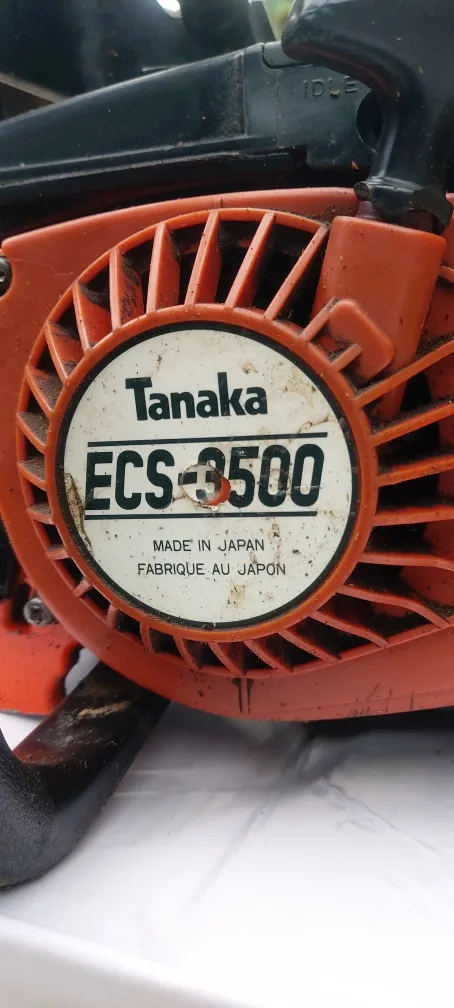 IDLE
Tanaka
ECS-3500
MADE IN JAPAN
FABRIQUE AU JAPON